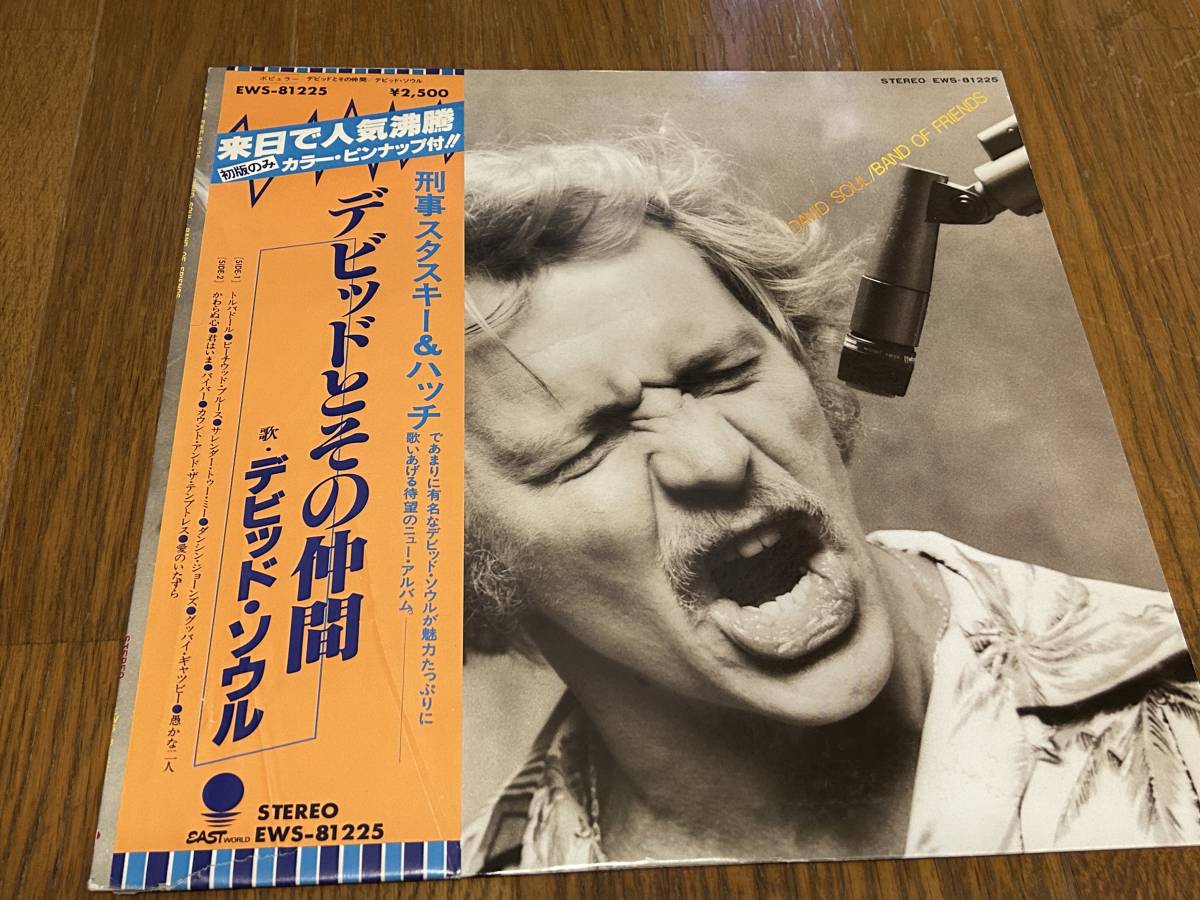 ポピュラー デビッドとその仲間/デビッド・ソウル
EWS-81225 ¥2,500
来日で人気沸騰
初版のみ カラー・ピンナップ付!!
刑事スタスキー&ハッチ
であまりに有名なデビッド・ソウルが魅力たっぷりに
歌いあげる待望のニュー・アルバム。
デビッドとその仲間
歌・デビッド・ソウル
[SIDE-1] トルバドール●ビーチウッド・ブルース●サレンダー・トゥー・ミー●ダンシン・ジョーンズ●グッバイ・ギャツビー●愚かな二人
[SIDE-2] かわらぬ心●君はいま●パイパー●カウント・アンド・ザ・テンプトレス●愛のいたずら
EAST WORLD
STEREO
EWS-81225
STEREO EWS-81225
DAVID SOUL/BAND OF FRIENDS
STEREO